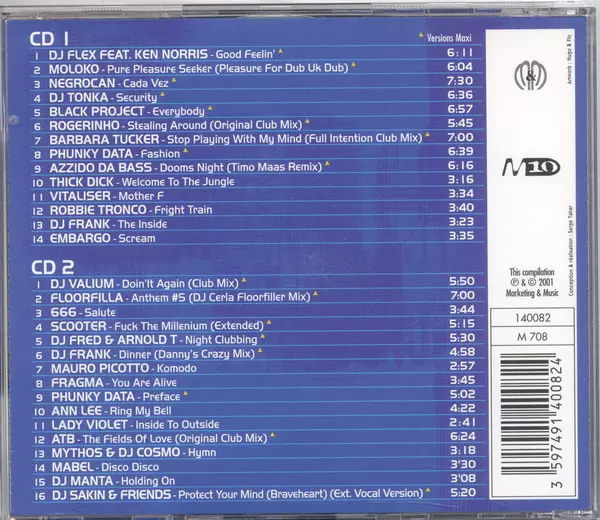 CD 1
▲ Versions Maxi
1 DJ FLEX FEAT. KEN NORRIS - Good Feelin' ▲ 6:11
2 MOLOKO - Pure Pleasure Seeker (Pleasure For Dub Uk Dub) ▲ 6:04
3 NEGROCAN - Cada Vez ▲ 7:30
4 DJ TONKA - Security ▲ 6:36
5 BLACK PROJECT - Everybody ▲ 6:57
6 ROGERINHO - Stealing Around (Original Club Mix) ▲ 5:45
7 BARBARA TUCKER - Stop Playing With My Mind (Full Intention Club Mix) ▲ 7:00
8 PHUNKY DATA - Fashion ▲ 6:39
9 AZZIDO DA BASS - Dooms Night (Timo Maas Remix) ▲ 6:16
10 THICK DICK - Welcome To The Jungle 6:16
11 VITALISER - Mother F 3:34
12 ROBBIE TRONCO - Fright Train 3:40
13 DJ FRANK - The Inside 3:23
14 EMBARGO - Scream 3:35
CD 2
1 DJ VALIUM - Doin'It Again (Club Mix) ▲ 5:50
2 FLOORFILLA - Anthem #5 (DJ Cerla Floorfiller Mix) ▲ 7:00
3 666 - Salute 3:44
4 SCOOTER - Fuck The Millenium (Extended) ▲ 5:15
5 DJ FRED & ARNOLD T - Night Clubbing ▲ 5:30
6 DJ FRANK - Dinner (Danny's Crazy Mix) ▲ 4:58
7 MAURO PICOTTO - Komodo 2:57
8 FRAGMA - You Are Alive 3:45
9 PHUNKY DATA - Preface ▲ 5:02
10 ANN LEE - Ring My Bell 4:22
11 LADY VIOLET - Inside To Outside 2:41
12 ATB - The Fields Of Love (Original Club Mix) ▲ 6:24
13 MYTHOS & DJ COSMO - Hymn 3:18
14 MABEL - Disco Disco 3'30
15 DJ MANTA - Holding On 3'08
16 DJ SAKIN & FRIENDS - Protect Your Mind (Braveheart) (Ext. Vocal Version) ▲ 5:20
M&M
Artwork : Hugo & Flo
M10
Conception & réalisation : Serge Tahar
This compilation
℗ & © 2001
Marketing & Music
140082
M 708
3 597491 400824